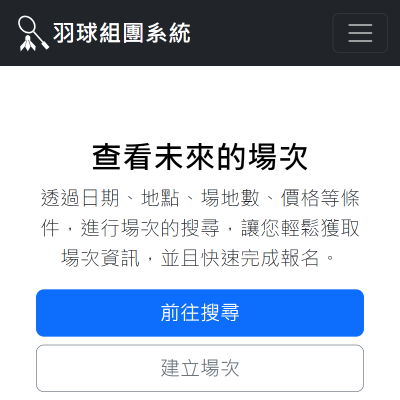 羽球組團系統
查看未來的場次
透過日期、地點、場地數、價格等條
件，進行場次的搜尋，讓您輕鬆獲取
場次資訊，並且快速完成報名。
前往搜尋
建立場次